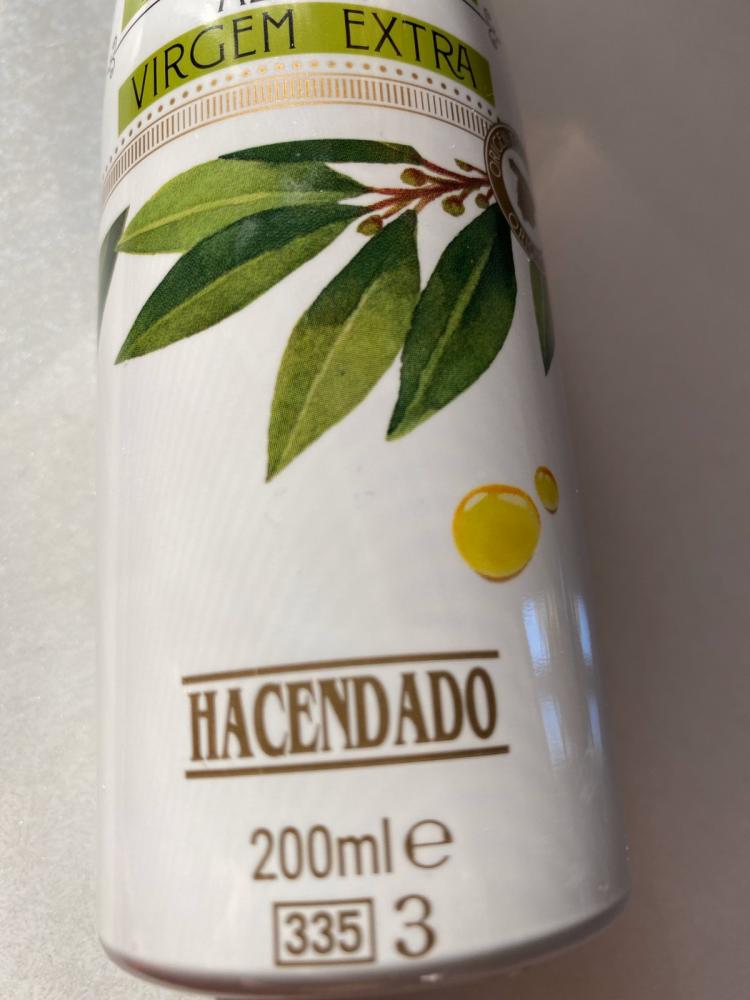 VIRGEM EXTRA
HACENDADO
200ml e
335 3